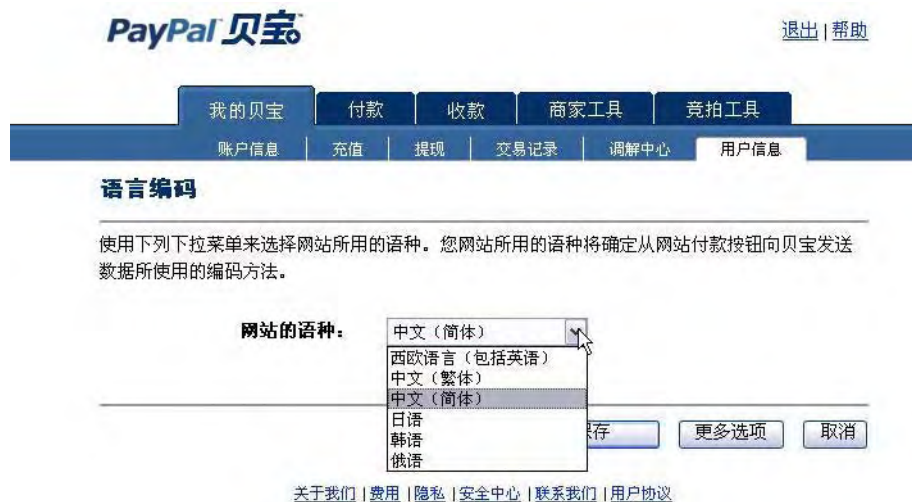 PayPal 贝宝
退出 | 帮助
我的贝宝 付款 收款 商家工具 竞拍工具
账户信息 充值 提现 交易记录 调解中心 用户信息
语言编码
使用下列下拉菜单来选择网站所用的语种。您网站所用的语种将确定从网站付款按钮向贝宝发送
数据所使用的编码方法。
网站的语种： 中文（简体）
西欧语言（包括英语）
中文（繁体）
中文（简体）
日语
韩语
俄语
存 更多选项 取消
关于我们 | 费用 | 隐私 | 安全中心 | 联系我们 | 用户协议